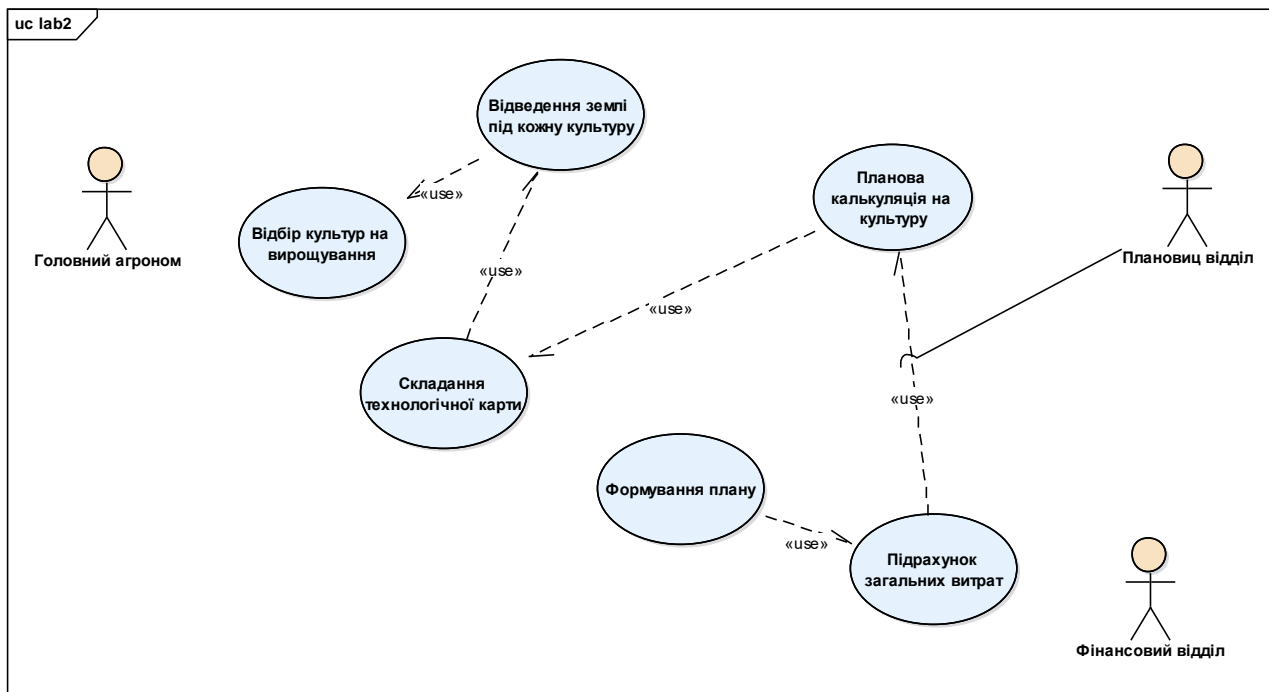 uc lab2
Відведення землі
під кожну культуру
«use»
Відбір культур на
вирощування
Головний агроном
Планова
калькуляція на
культуру
Плановиц відділ
«use»
«use»
Складання
технологічної карти
«use»
Формування плану
«use»
Підрахунок
загальних витрат
Фінансовий відділ